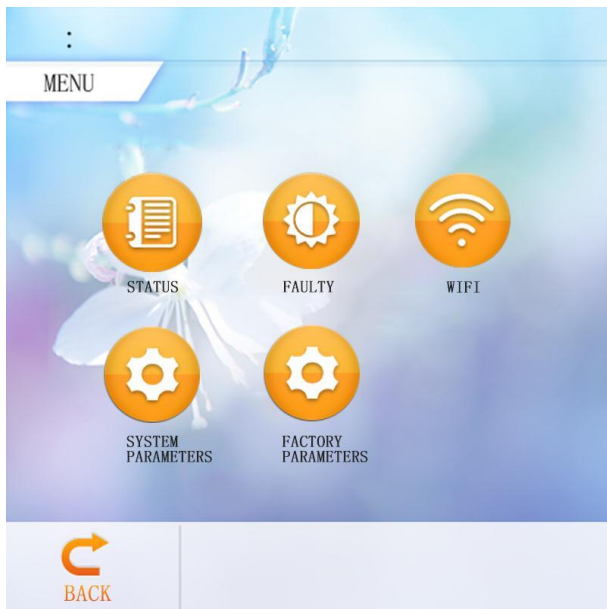 :
MENU
STATUS
FAULTY
WIFI
SYSTEM
PARAMETERS
FACTORY
PARAMETERS
BACK